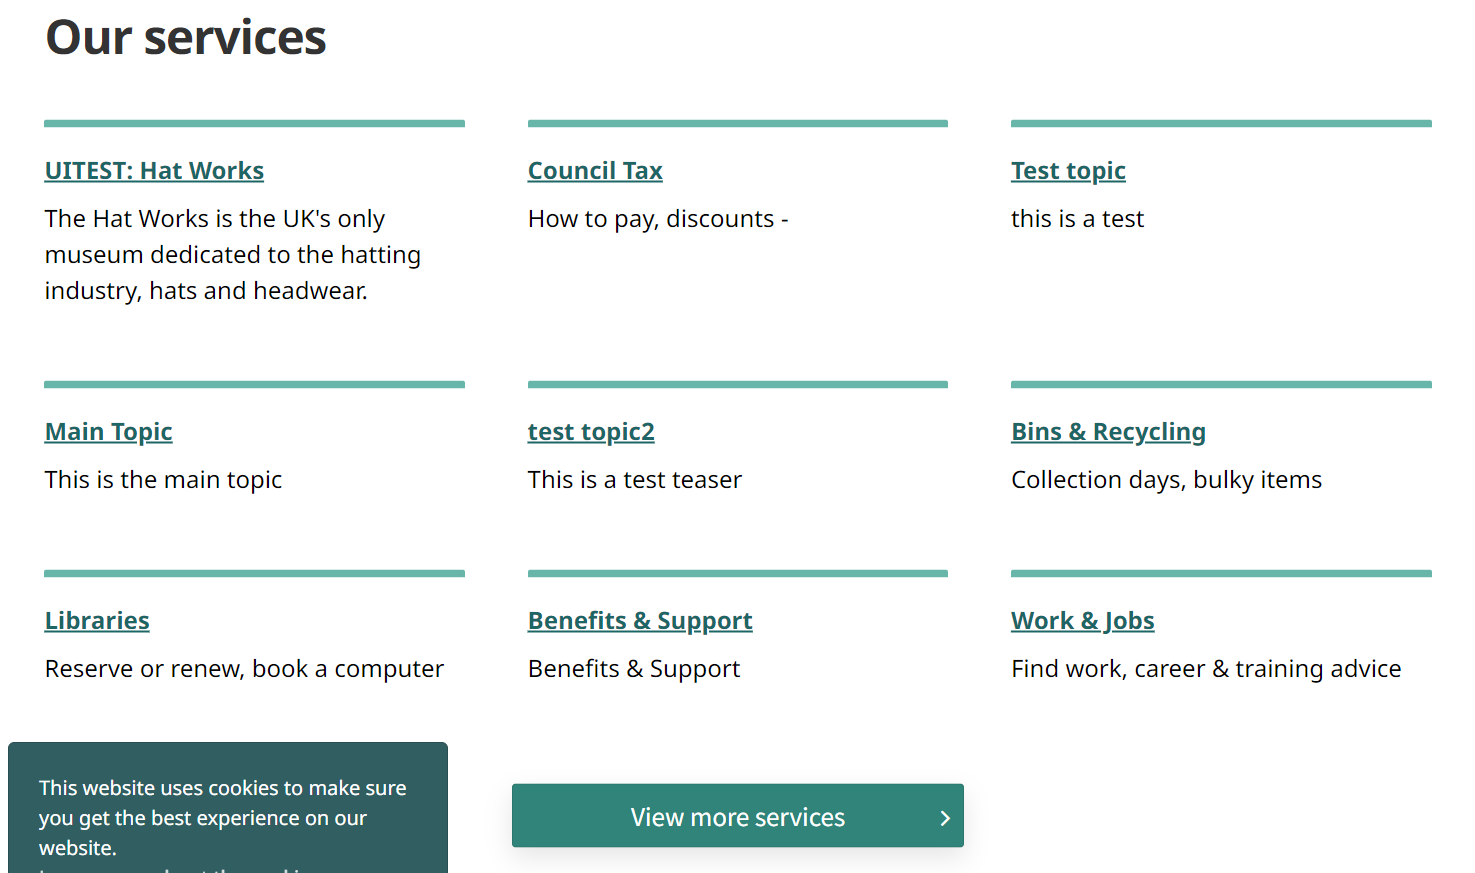 Our services
UITEST: Hat Works
The Hat Works is the UK's only
museum dedicated to the hatting
industry, hats and headwear.
Council Tax
How to pay, discounts -
Test topic
this is a test
Main Topic
This is the main topic
test topic2
This is a test teaser
Bins & Recycling
Collection days, bulky items
Libraries
Reserve or renew, book a computer
Benefits & Support
Benefits & Support
Work & Jobs
Find work, career & training advice
This website uses cookies to make sure
you get the best experience on our
website.
View more services